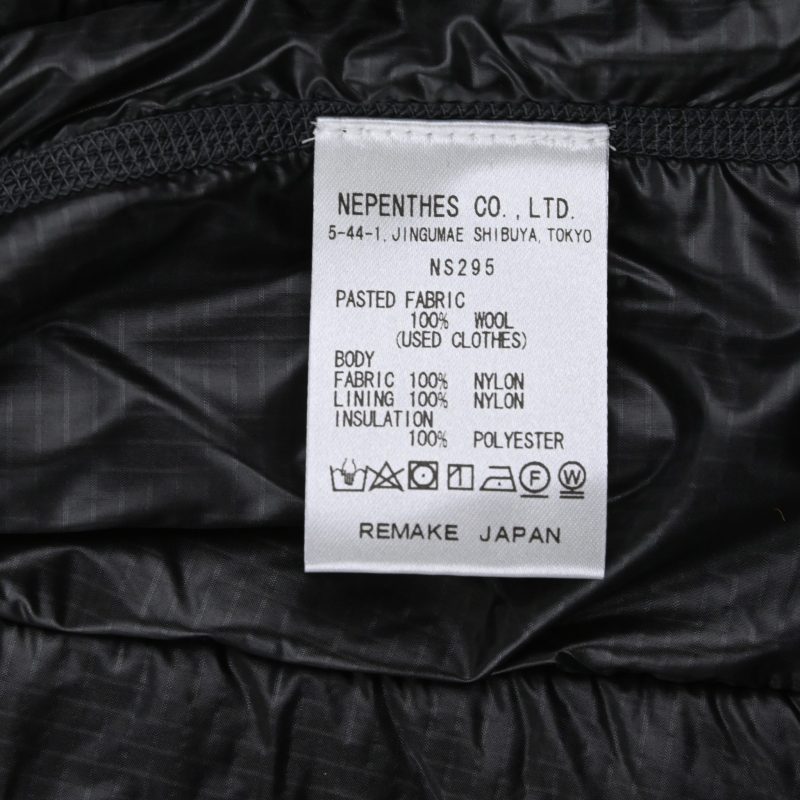 NEPENTHES CO.,LTD.
5-44-1, JINGUMAE SHIBUYA, TOKYO
NS295
PASTED FABRIC
100% WOOL
(USED CLOTHES)
BODY
FABRIC 100% NYLON
LINING 100% NYLON
INSULATION
100% POLYESTER
F W
REMAKE JAPAN